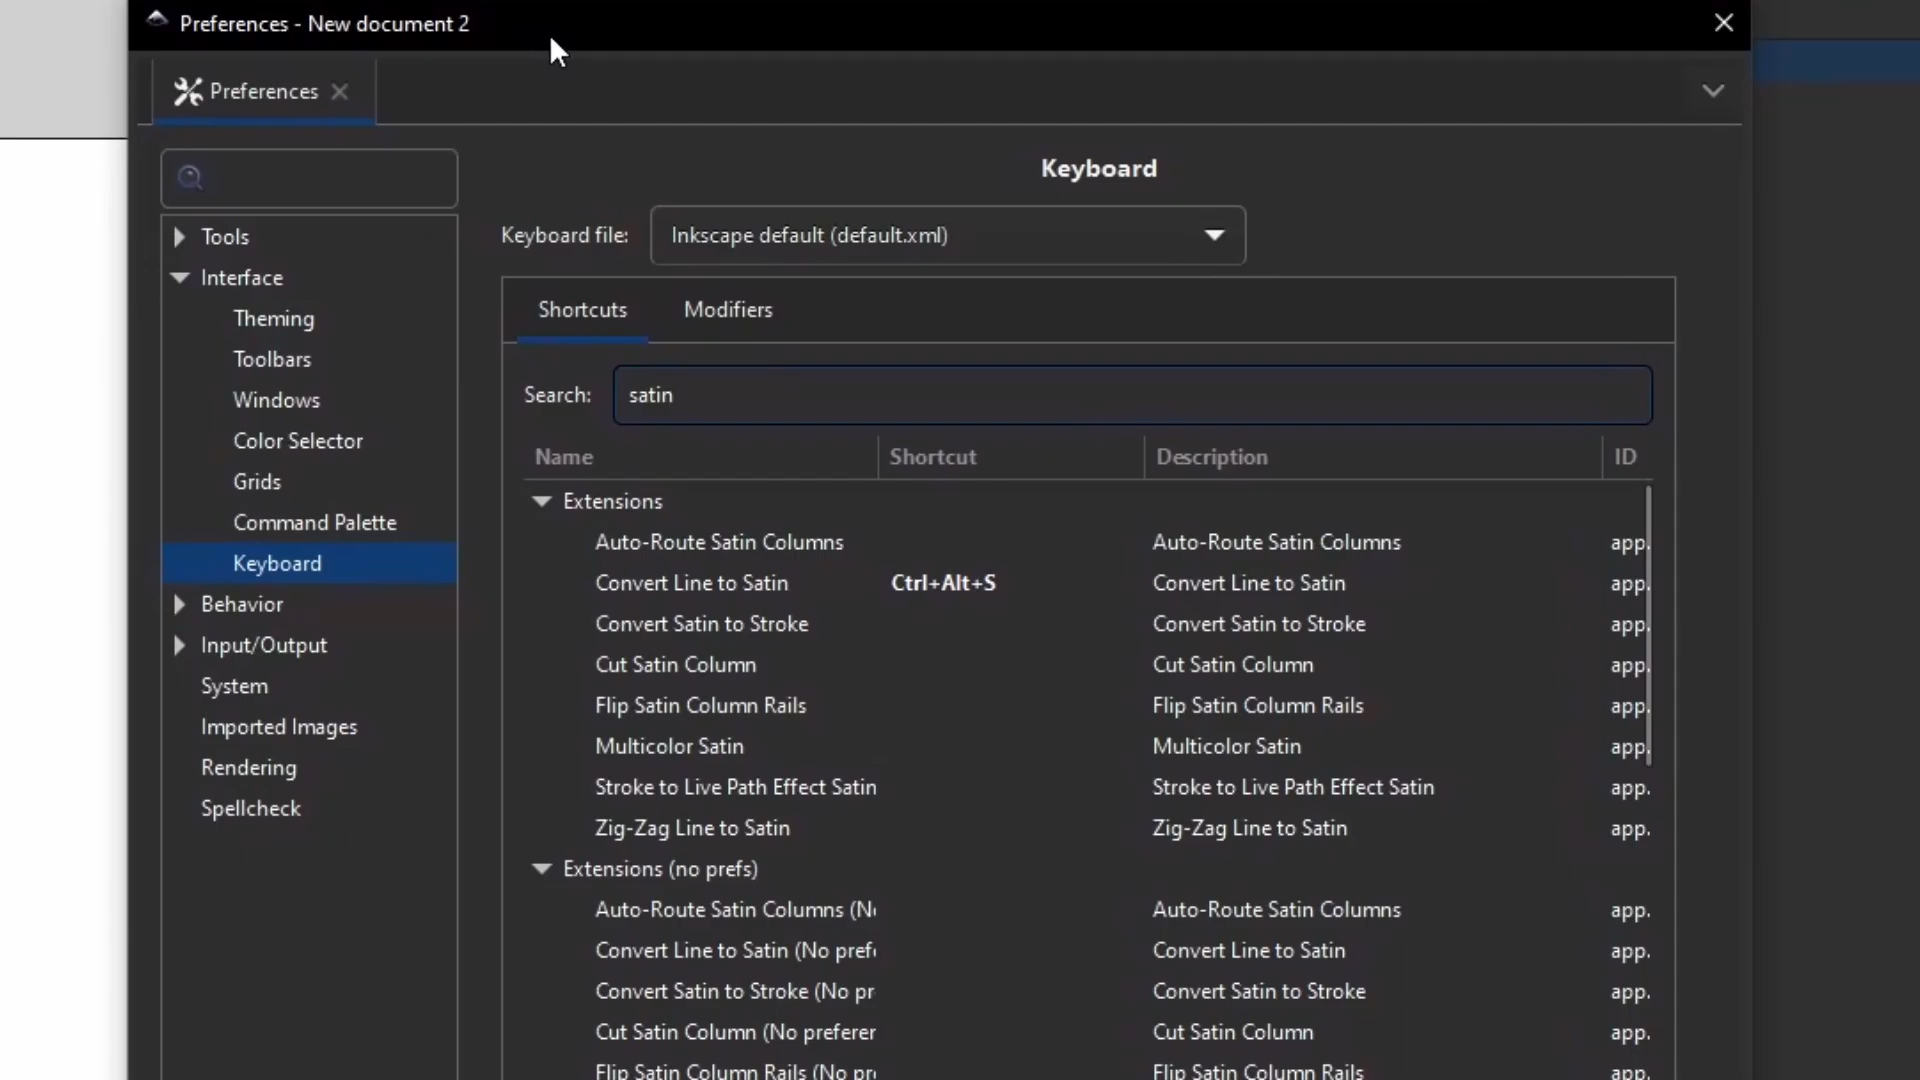 Preferences - New document 2
Preferences
Keyboard
Keyboard file: Inkscape default (default.xml)
Tools
Interface
Theming
Toolbars
Windows
Color Selector
Grids
Command Palette
Keyboard
Behavior
Input/Output
System
Imported Images
Rendering
Spellcheck
Shortcuts Modifiers
Search: satin
Name Shortcut Description ID
Extensions
Auto-Route Satin Columns Auto-Route Satin Columns app.
Convert Line to Satin Ctrl+Alt+S Convert Line to Satin app.
Convert Satin to Stroke Convert Satin to Stroke app.
Cut Satin Column Cut Satin Column app.
Flip Satin Column Rails Flip Satin Column Rails app.
Multicolor Satin Multicolor Satin app.
Stroke to Live Path Effect Satin Stroke to Live Path Effect Satin app.
Zig-Zag Line to Satin Zig-Zag Line to Satin app.
Extensions (no prefs)
Auto-Route Satin Columns (No Auto-Route Satin Columns app.
Convert Line to Satin (No prefe Convert Line to Satin app.
Convert Satin to Stroke (No pr Convert Satin to Stroke app.
Cut Satin Column (No preferer Cut Satin Column app.
Flip Satin Column Rails (No pre Flip Satin Column Rails app.